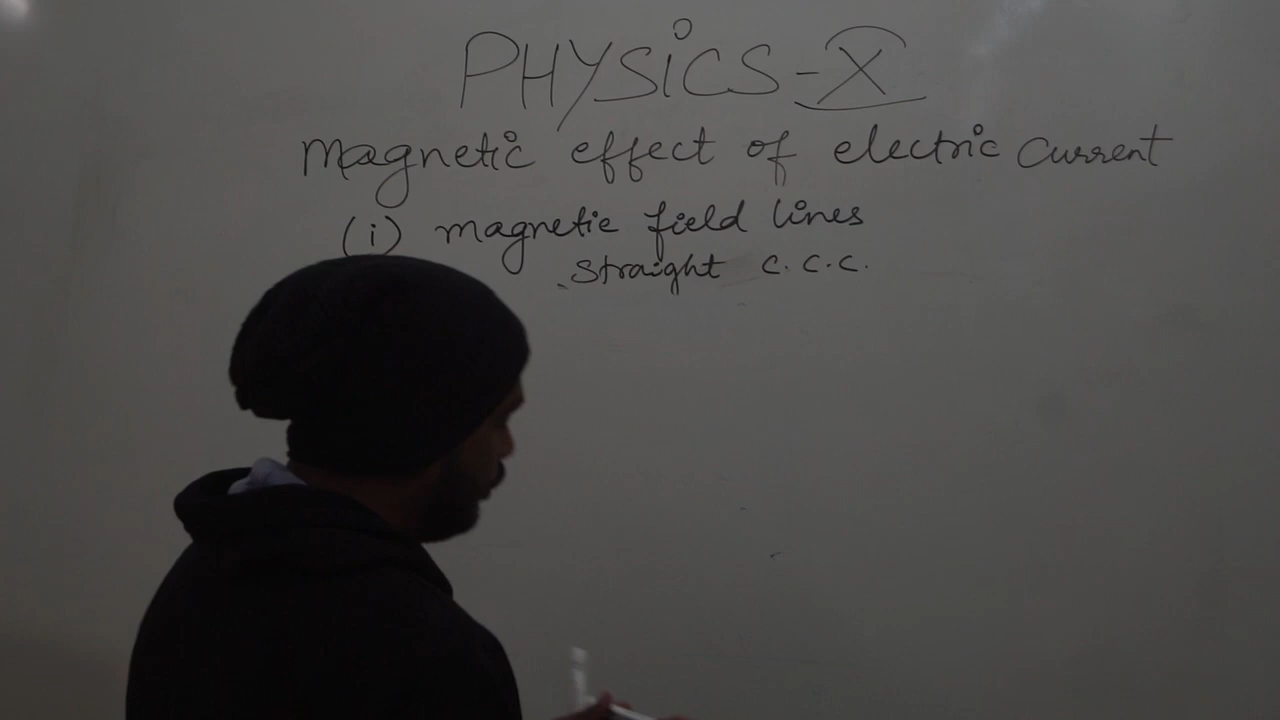 PHYSiCS-X
Magnetic effect of electric Current
(i) magnetic field lines
straight c.c.c.